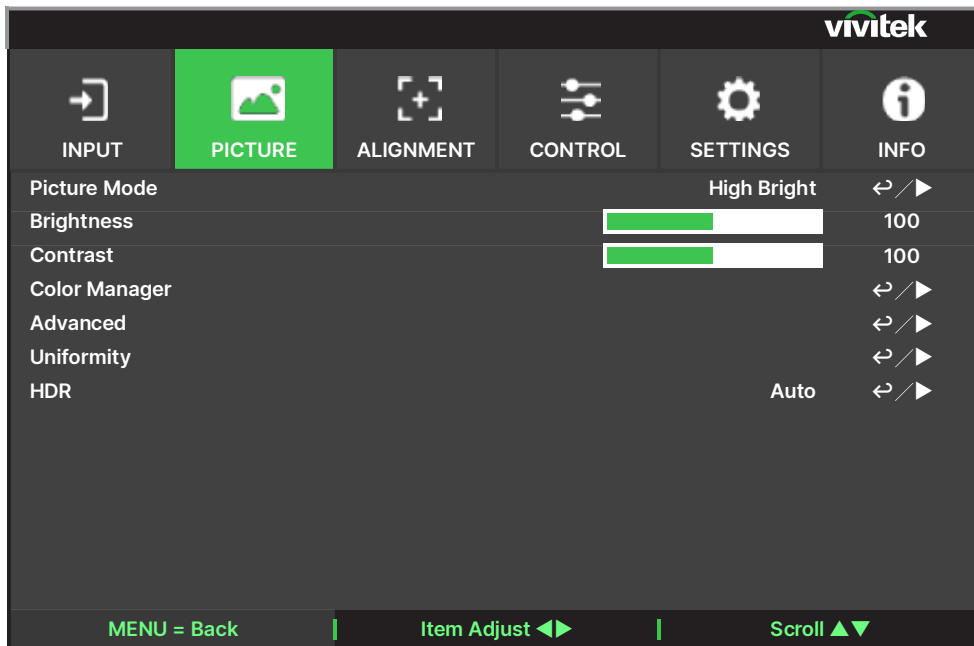 vivitek
INPUT PICTURE ALIGNMENT CONTROL SETTINGS INFO
Picture Mode High Bright
Brightness 100
Contrast 100
Color Manager
Advanced
Uniformity
HDR Auto
MENU = Back Item Adjust ◀▶ Scroll ▲▼